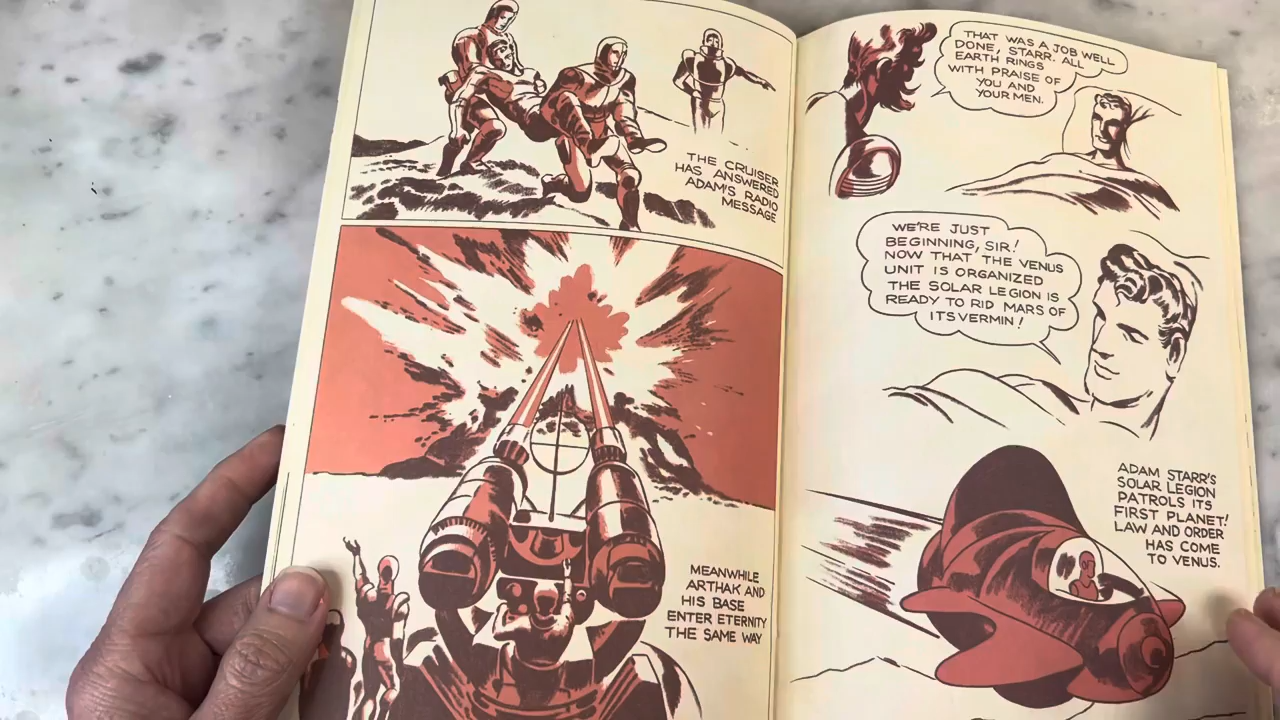 THE CRUISER
HAS ANSWERED
ADAM'S RADIO
MESSAGE
MEANWHILE
ARTHAK AND
HIS BASE
ENTER ETERNITY
THE SAME WAY
THAT WAS A JOB WELL
DONE, STARR. ALL
EARTH RINGS
WITH PRAISE OF
YOU AND
YOUR MEN.
WE'RE JUST
BEGINNING, SIR!
NOW THAT THE VENUS
UNIT IS ORGANIZED
THE SOLAR LEGION IS
READY TO RID MARS OF
ITS VERMIN!
ADAM STARR'S
SOLAR LEGION
PATROLS ITS
FIRST PLANET!
LAW AND ORDER
HAS COME
TO VENUS.